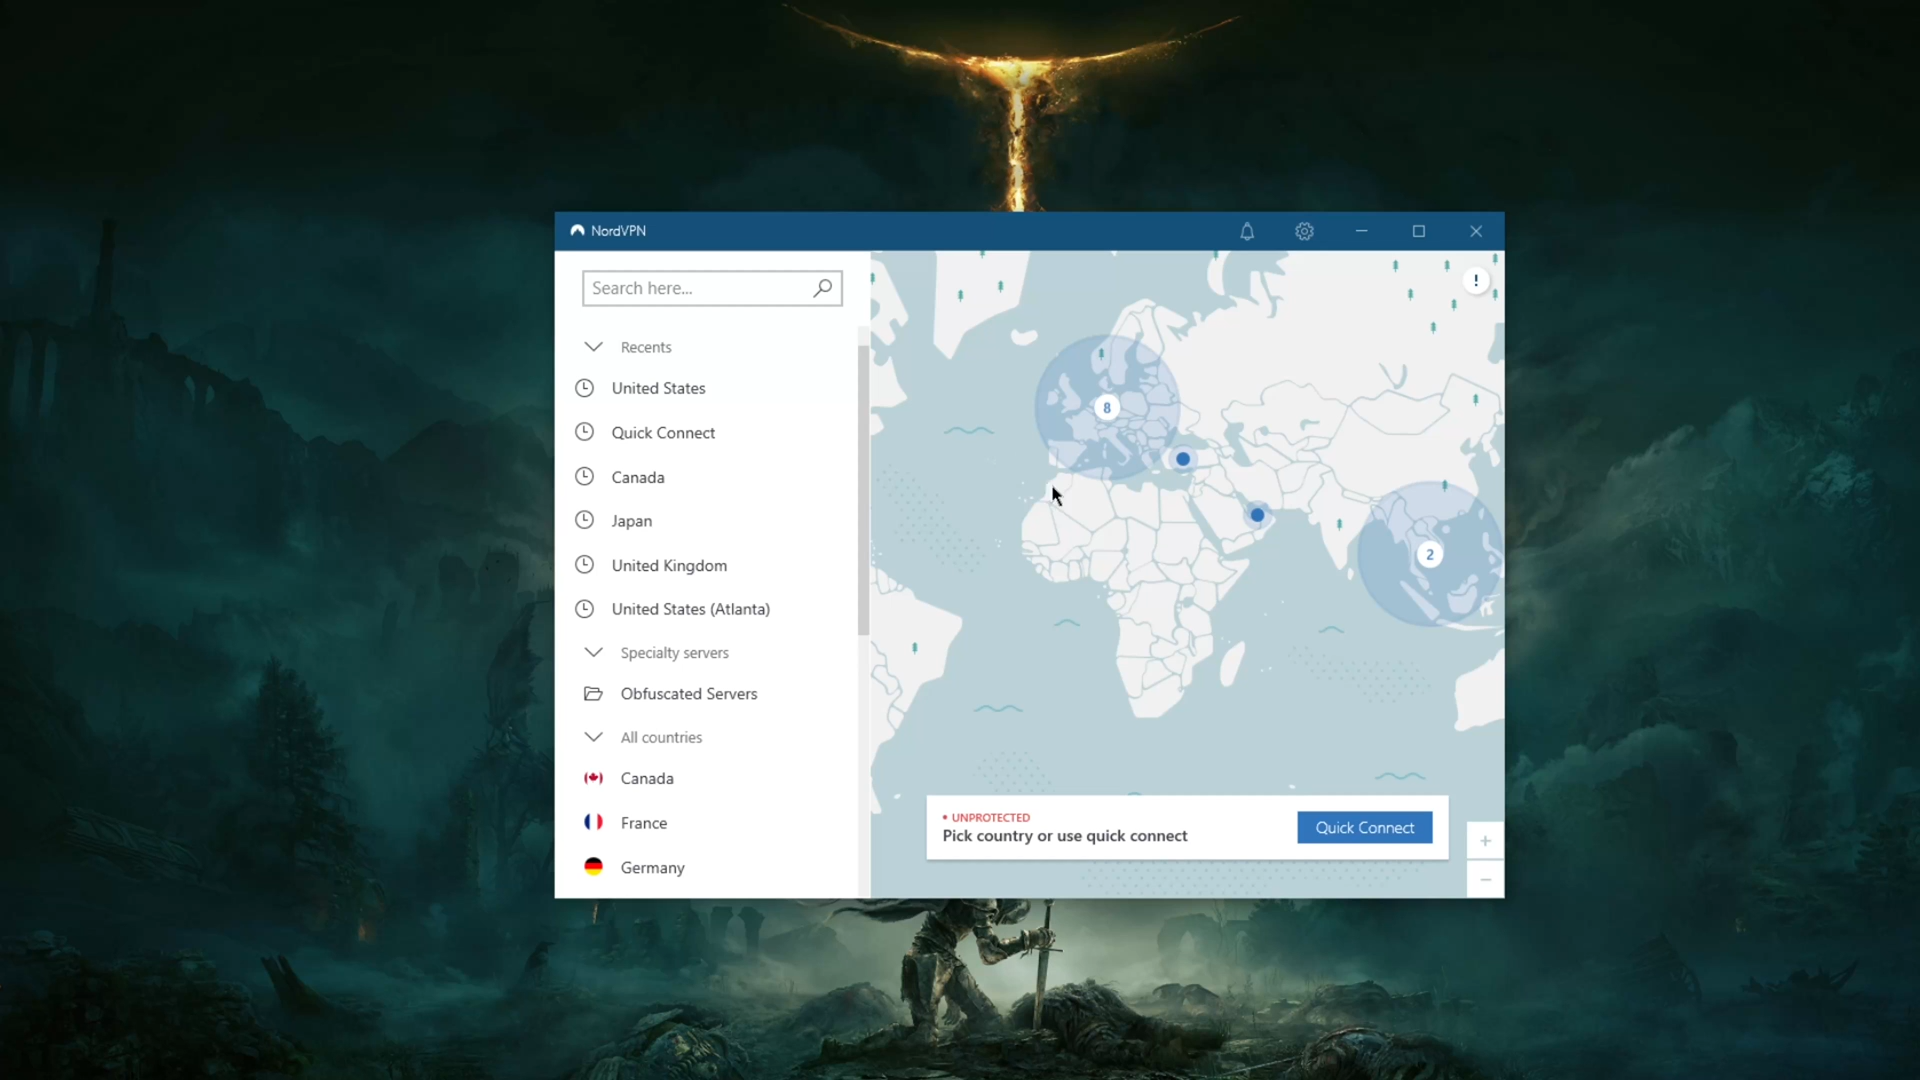 NordVPN
Search here...
Recents
United States
Quick Connect
Canada
Japan
United Kingdom
United States (Atlanta)
Specialty servers
Obfuscated Servers
All countries
Canada
France
Germany
8
2
!
• UNPROTECTED
Pick country or use quick connect
Quick Connect
+
−